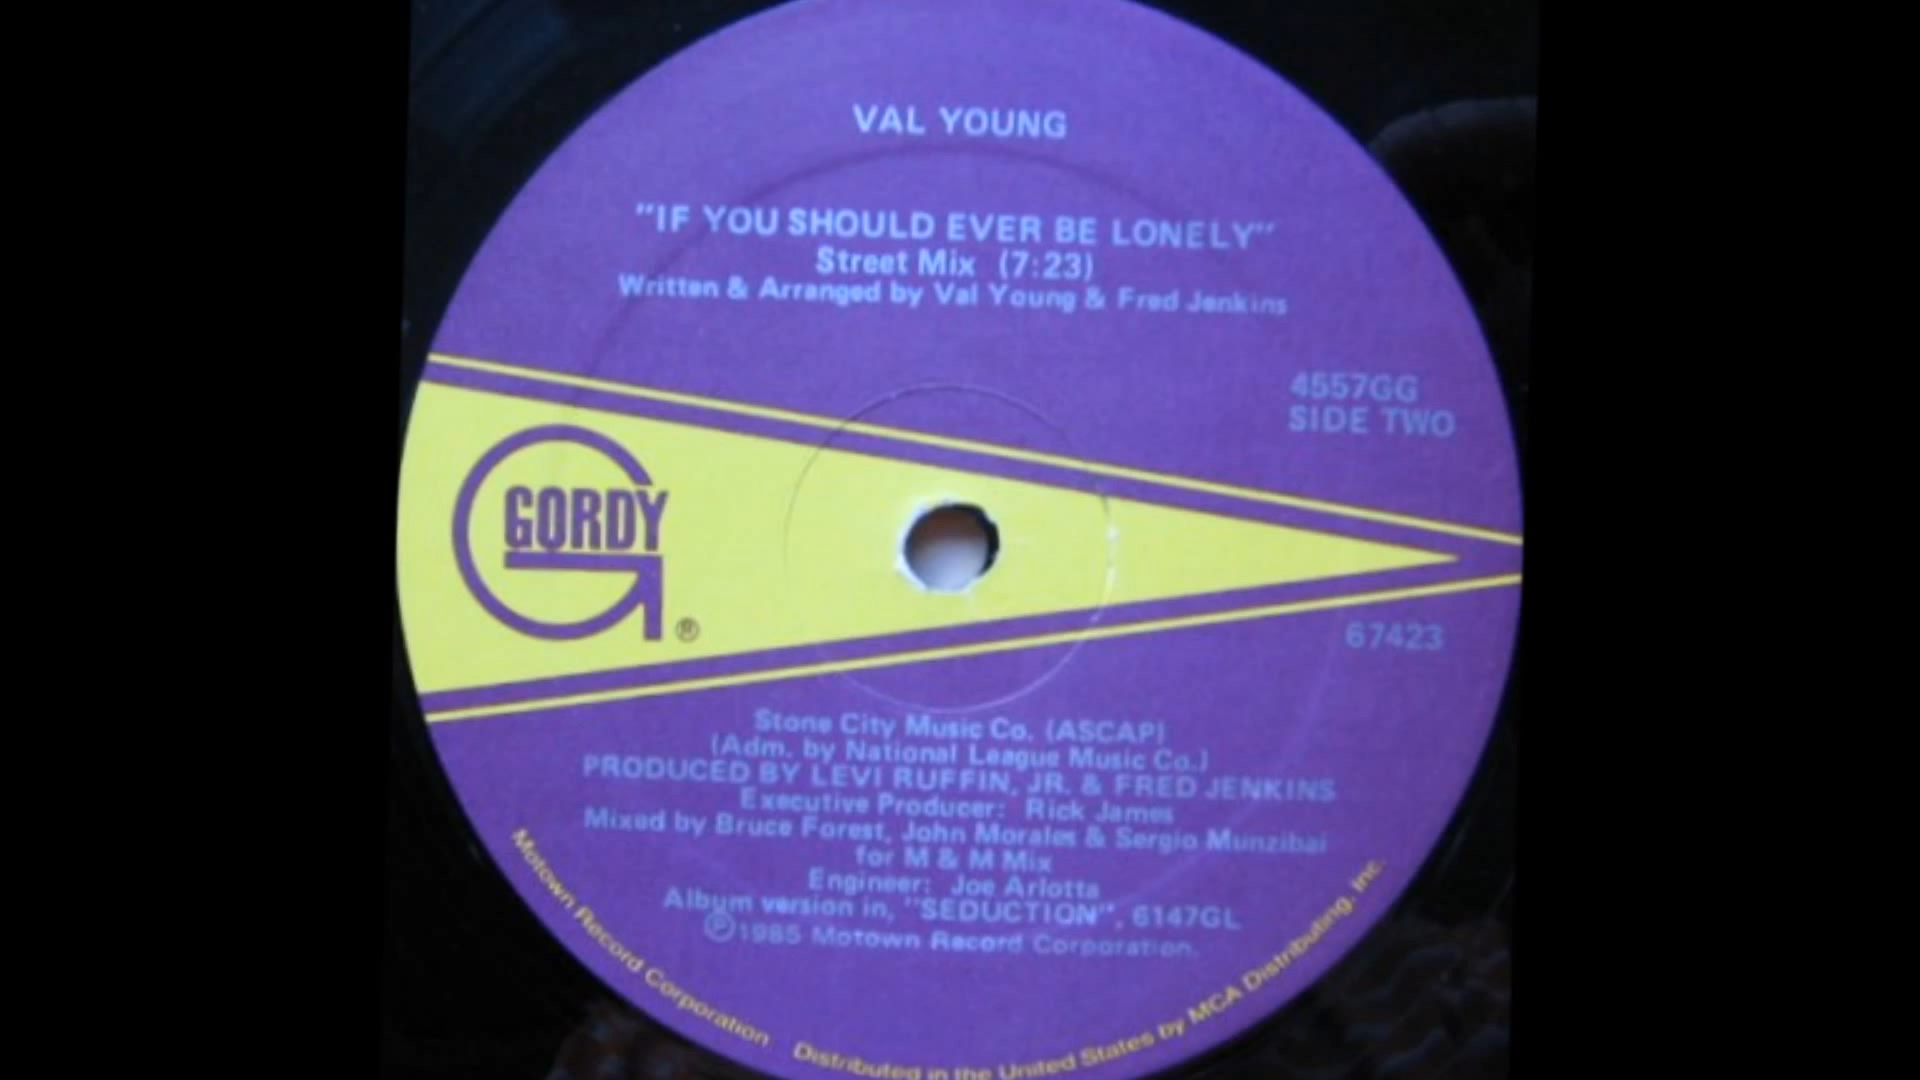 VAL YOUNG
"IF YOU SHOULD EVER BE LONELY"
Street Mix (7:23)
Written & Arranged by Val Young & Fred Jenkins
4557GG
SIDE TWO
GORDY
®
67423
Stone City Music Co. (ASCAP)
(Adm. by National League Music Co.)
PRODUCED BY LEVI RUFFIN, JR. & FRED JENKINS
Executive Producer: Rick James
Mixed by Bruce Forest, John Morales & Sergio Munzibai
for M & M Mix
Engineer: Joe Arlotta
Album version in, "SEDUCTION", 6147GL
Ⓟ1985 Motown Record Corporation.
Motown Record Corporation Distributed in the United States by MCA Distributing, Inc.